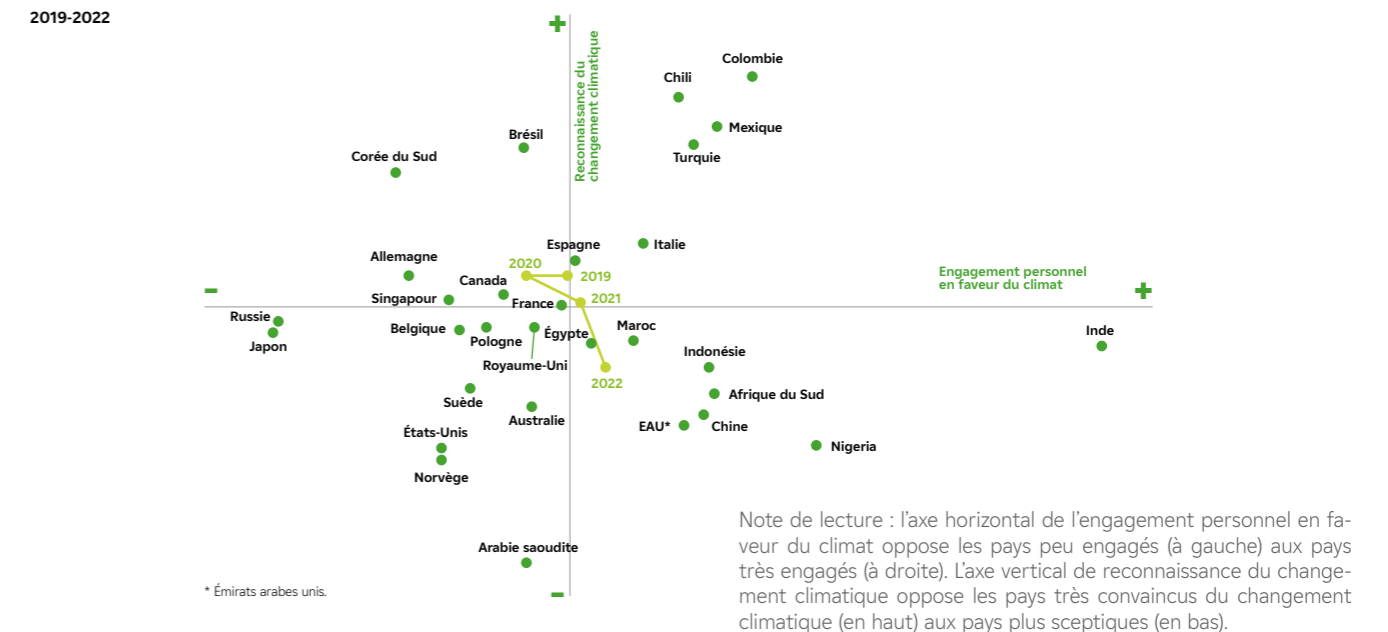 2019-2022
+
Reconnaissance du
changement climatique
Colombie
Chili
Mexique
Brésil
Turquie
Corée du Sud
Espagne
Italie
Allemagne
2020
2019
Canada
Engagement personnel
en faveur du climat
-
Singapour
France
2021
+
Russie
Belgique
Pologne
Égypte
Maroc
Inde
Japon
Royaume-Uni
Indonésie
2022
Suède
Afrique du Sud
Australie
EAU*
Chine
États-Unis
Nigeria
Norvège
Arabie saoudite
-
* Émirats arabes unis.
Note de lecture : l’axe horizontal de l’engagement personnel en fa-
veur du climat oppose les pays peu engagés (à gauche) aux pays
très engagés (à droite). L’axe vertical de reconnaissance du change-
ment climatique oppose les pays très convaincus du changement
climatique (en haut) aux pays plus sceptiques (en bas).